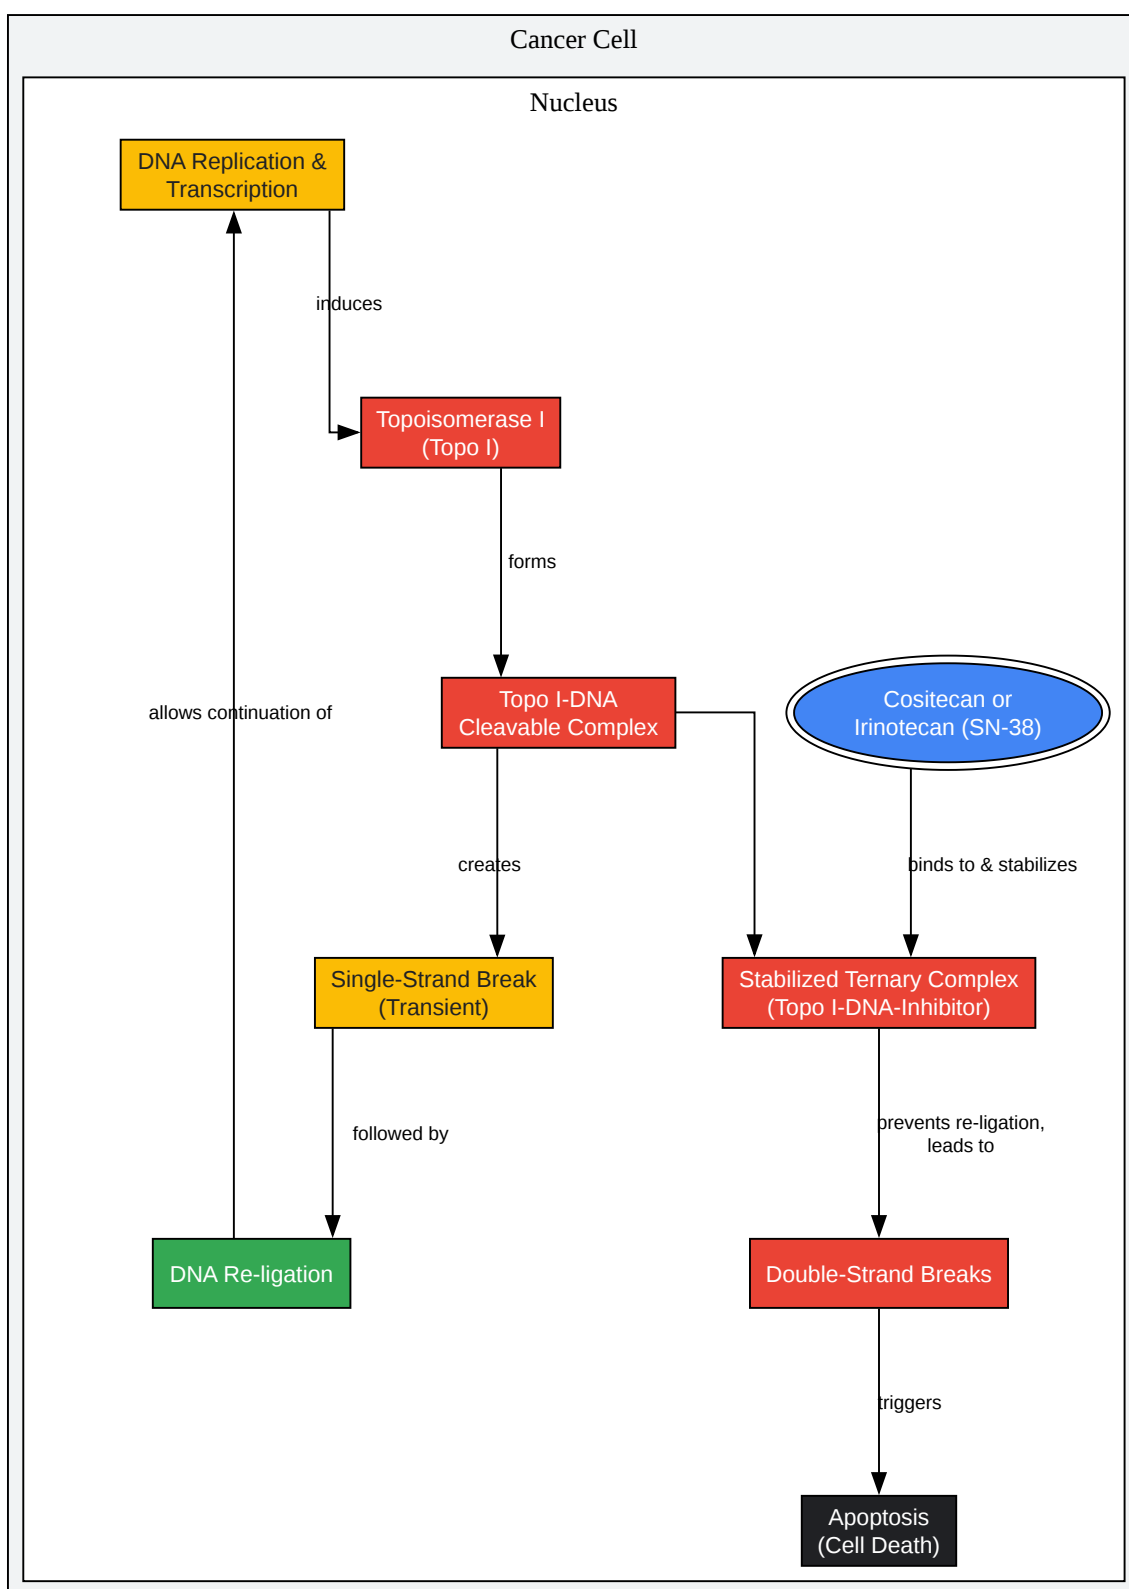 Cancer Cell
Nucleus
DNA Replication &
Transcription
induces
Topoisomerase I
(Topo I)
forms
Topo I-DNA
Cleavable Complex
Cositecan or
Irinotecan (SN-38)
allows continuation of
creates
binds to & stabilizes
Single-Strand Break
(Transient)
Stabilized Ternary Complex
(Topo I-DNA-Inhibitor)
followed by
prevents re-ligation,
leads to
DNA Re-ligation
Double-Strand Breaks
triggers
Apoptosis
(Cell Death)